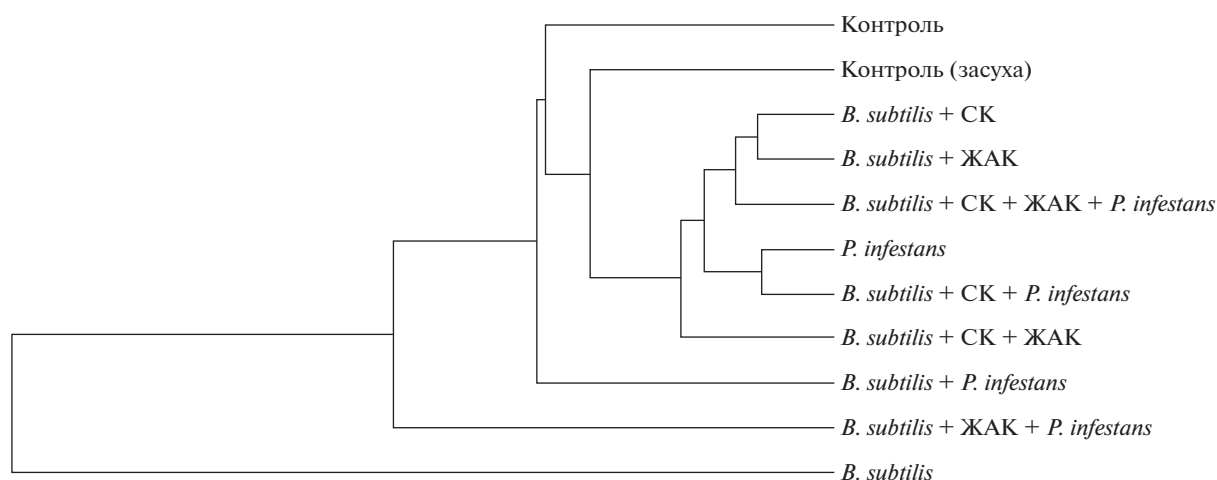 Контроль
Контроль (засуха)
B. subtilis + СК
B. subtilis + ЖАК
B. subtilis + СК + ЖАК + P. infestans
P. infestans
B. subtilis + СК + P. infestans
B. subtilis + СК + ЖАК
B. subtilis + P. infestans
B. subtilis + ЖАК + P. infestans
B. subtilis